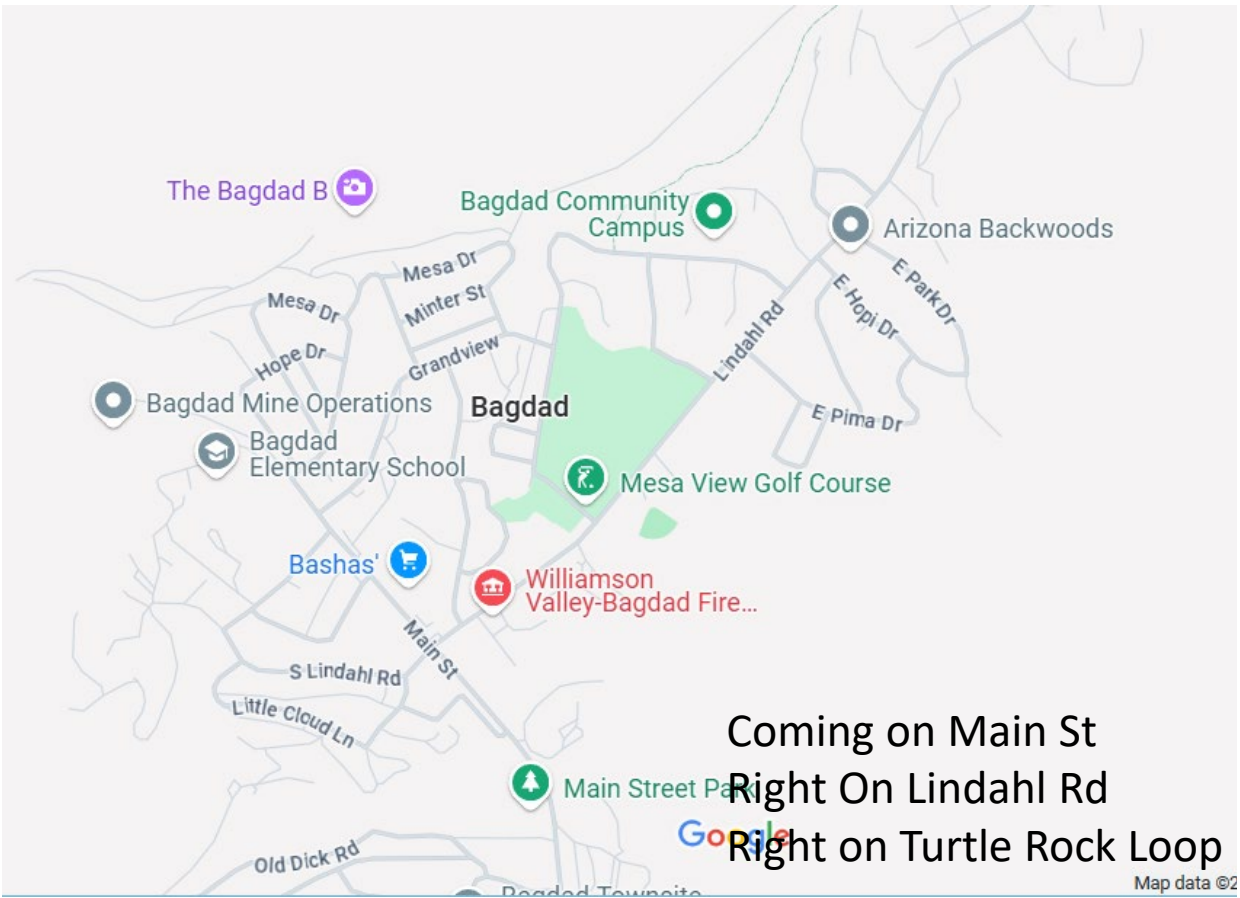 The Bagdad B
Bagdad Community
Campus
Arizona Backwoods
Mesa Dr
Minter St
Mesa Dr
E Park Dr
E Hopi Dr
Lindahl Rd
Hope Dr
Grandview
Bagdad Mine Operations
Bagdad
E Pima Dr
Bagdad
Elementary School
Mesa View Golf Course
Bashas'
Williamson
Valley-Bagdad Fire...
Main St
S Lindahl Rd
Little Cloud Ln
Main Street Park
Coming on Main St
Right On Lindahl Rd
Right on Turtle Rock Loop
Google
Old Dick Rd
Bagdad Townsite
Map data ©2